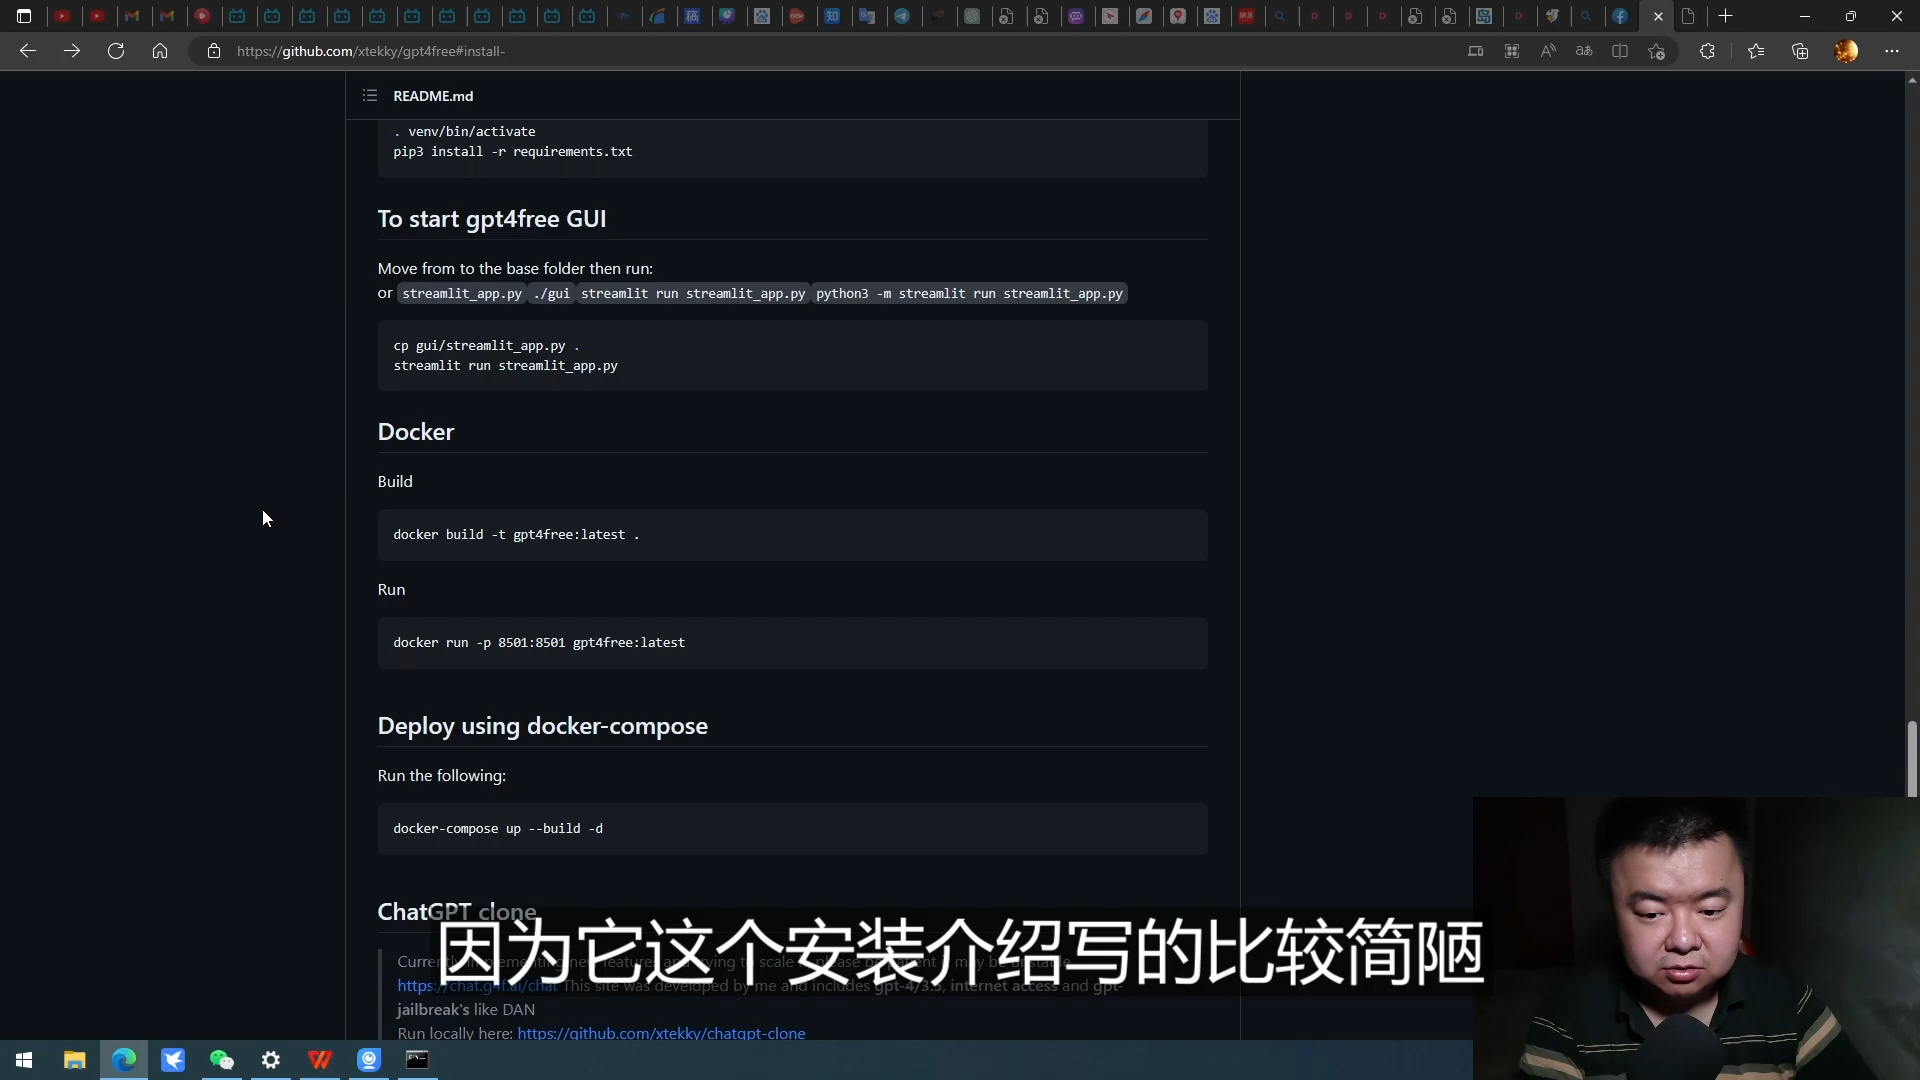 https://github.com/xtekky/gpt4free#install-
README.md
. venv/bin/activate
pip3 install -r requirements.txt
To start gpt4free GUI
Move from to the base folder then run:
or streamlit_app.py ./gui streamlit run streamlit_app.py python3 -m streamlit run streamlit_app.py
cp gui/streamlit_app.py .
streamlit run streamlit_app.py
Docker
Build
docker build -t gpt4free:latest .
Run
docker run -p 8501:8501 gpt4free:latest
Deploy using docker-compose
Run the following:
docker-compose up --build -d
ChatGPT clone
因为它这个安装介绍写的比较简陋
https://chat.g4f.ai/chat This site was developed by me and includes gpt-4/3.5, internet access and gpt-
jailbreak's like DAN
Run locally here: https://github.com/xtekky/chatgpt-clone